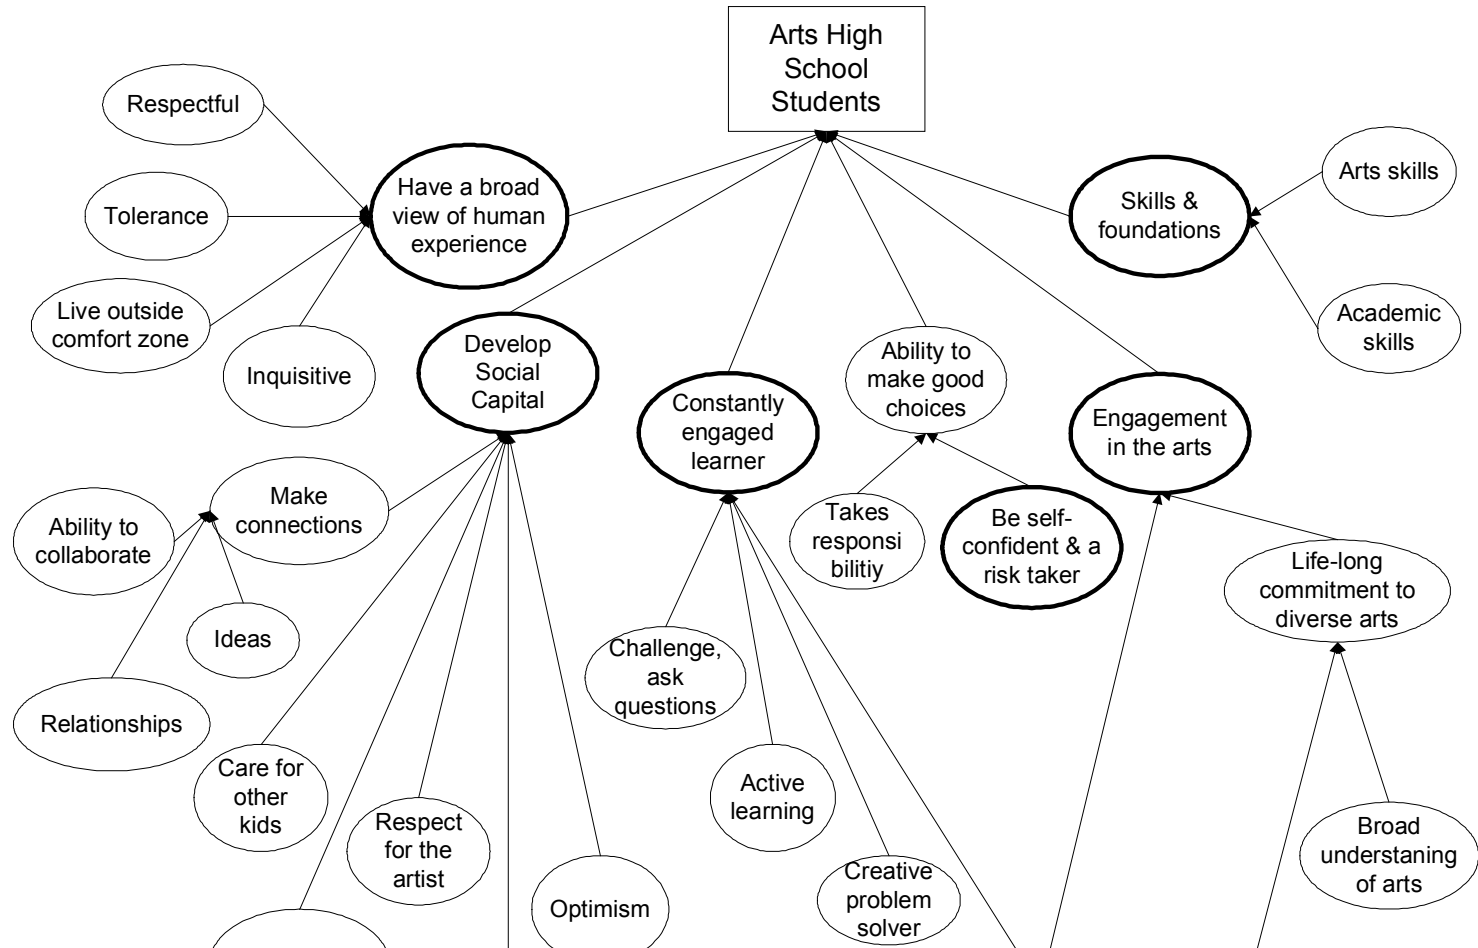 Arts High
School
Students
Respectful
Have a broad
view of human
experience
Skills &
foundations
Arts skills
Tolerance
Live outside
comfort zone
Inquisitive
Academic
skills
Develop
Social
Capital
Ability to
make good
choices
Constantly
engaged
learner
Engagement
in the arts
Make
connections
Ability to
collaborate
Takes
responsi
bilitiy
Be self-
confident & a
risk taker
Life-long
commitment to
diverse arts
Ideas
Challenge,
ask
questions
Relationships
Care for
other
kids
Active
learning
Respect
for the
artist
Broad
understaning
of arts
Creative
problem
solver
Optimism